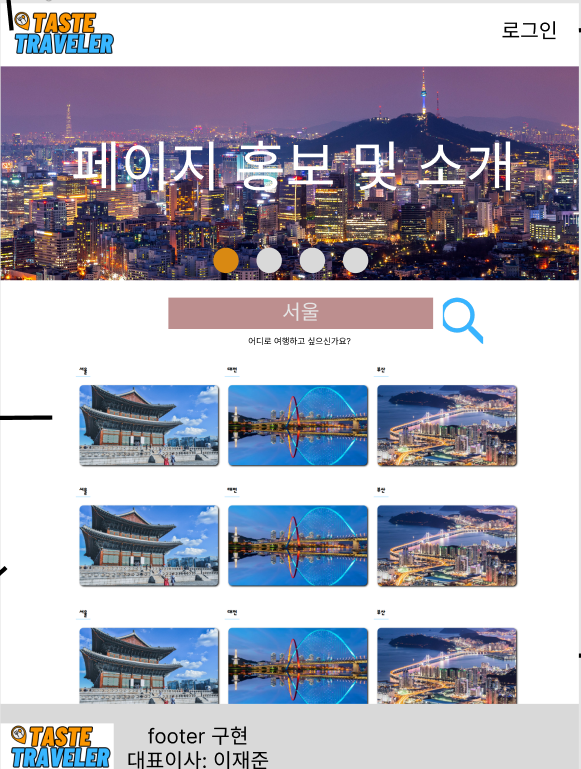 TASTE
TRAVELER
로그인
페이지 홍보 및 소개
서울
어디로 여행하고 싶으신가요?
서울 대전 부산
서울 대전 부산
서울 대전 부산
TASTE
TRAVELER
footer 구현
대표이사: 이재준